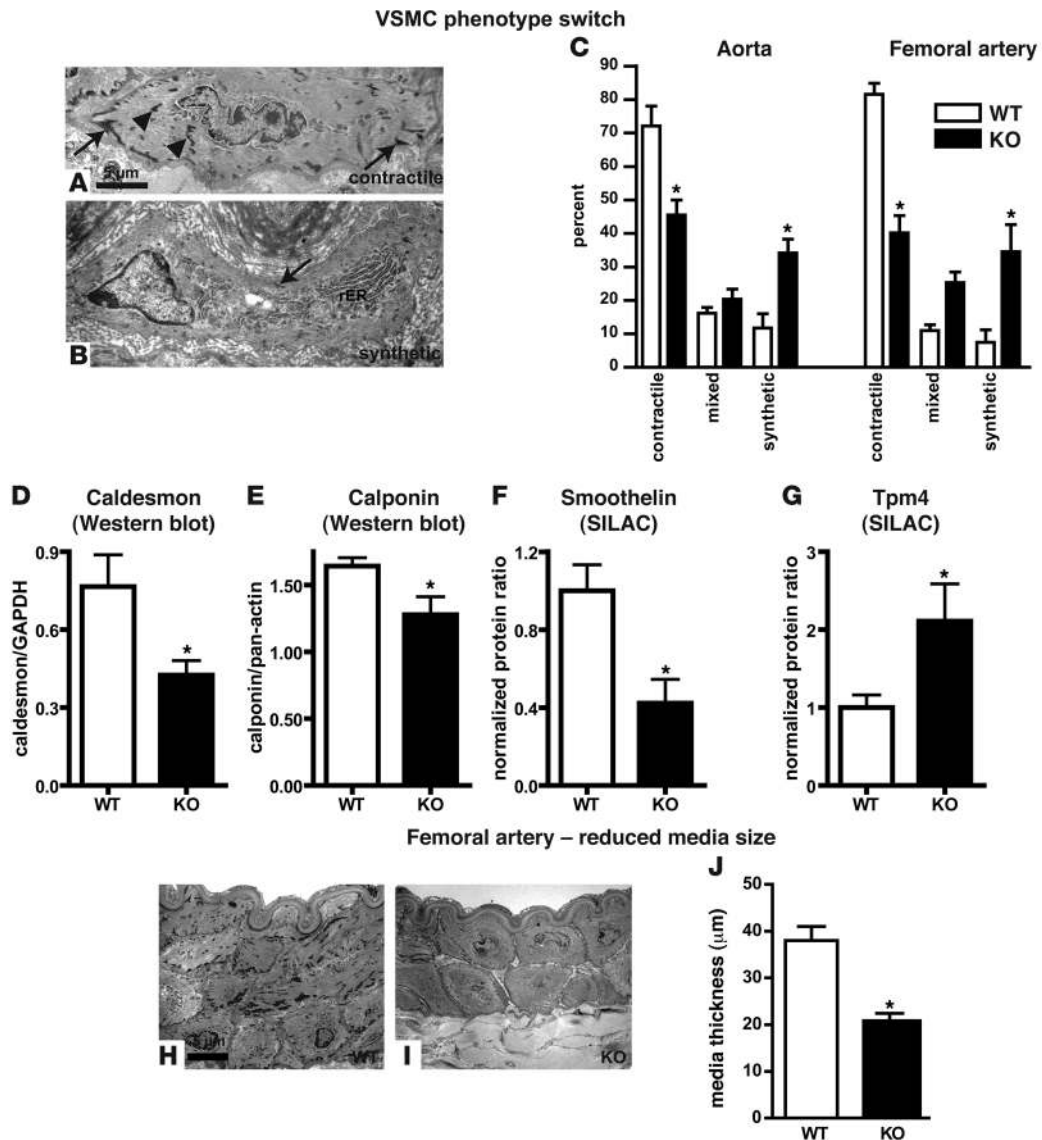 VSMC phenotype switch
A
contractile
B
rER
synthetic
C
Aorta
Femoral artery
WT
KO
percent
90
80
70
60
50
40
30
20
10
0
*
*
*
*
contractile
mixed
synthetic
contractile
mixed
synthetic
D
Caldesmon
(Western blot)
caldesmon/GAPDH
0.9
0.6
0.3
0.0
*
WT
KO
E
Calponin
(Western blot)
calponin/pan-actin
1.50
1.50
0.00
*
WT
KO
F
Smoothelin
(SILAC)
normalized protein ratio
1.2
0.8
0.4
0.0
*
WT
KO
G
Tpm4
(SILAC)
normalized protein ratio
3
2
1
0
*
WT
KO
Femoral artery – reduced media size
H
WT
I
KO
J
media thickness (μm)
50
40
30
20
10
0
*
WT
KO